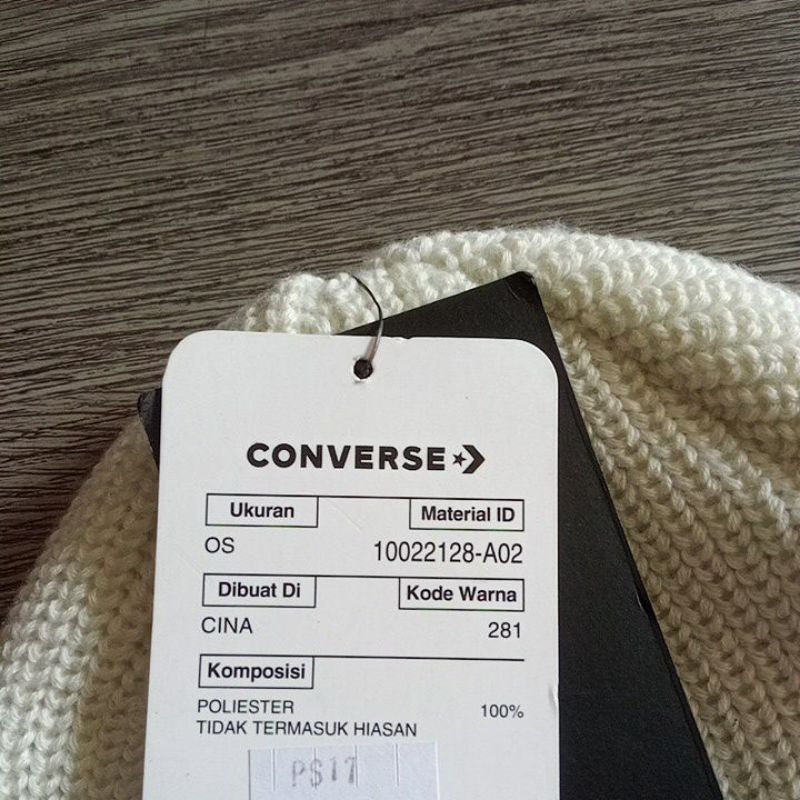 CONVERSE
Ukuran Material ID
OS 10022128-A02
Dibuat Di Kode Warna
CINA 281
Komposisi
POLIESTER 100%
TIDAK TERMASUK HIASAN
P$17